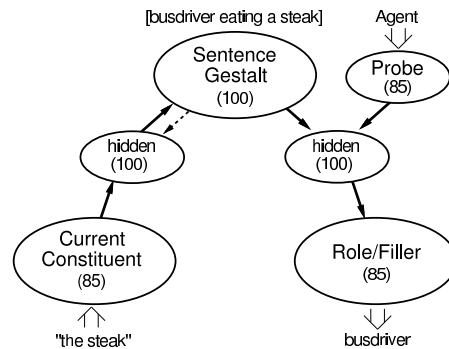 [busdriver eating a steak]
Agent
Sentence
Gestalt
(100)
Probe
(85)
hidden
(100)
hidden
(100)
Current
Constituent
(85)
Role/Filler
(85)
"the steak"
busdriver